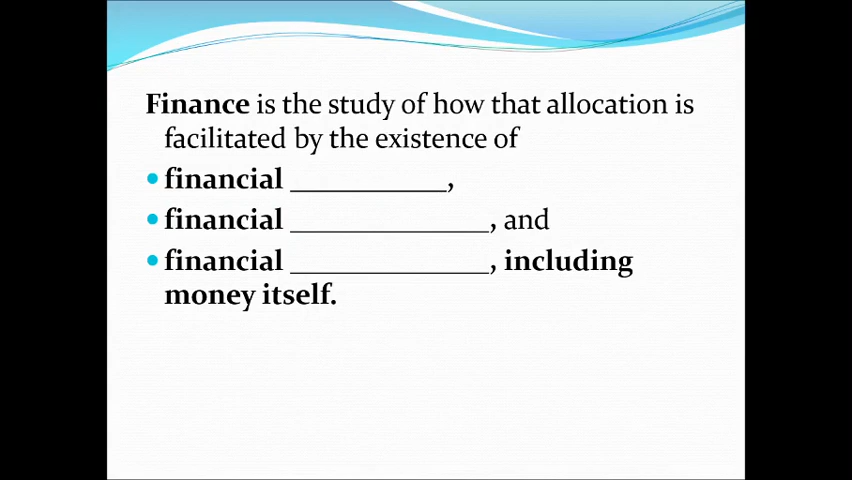 Finance is the study of how that allocation is
facilitated by the existence of
• financial ___________,
• financial ______________, and
• financial ______________, including
money itself.